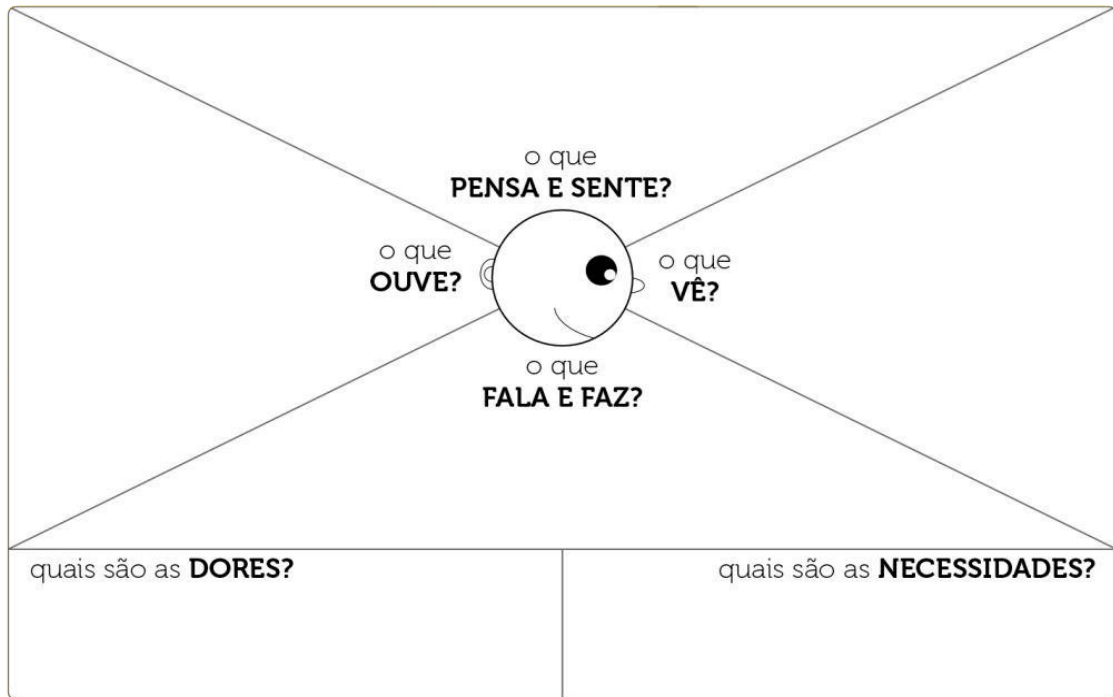 o que
PENSA E SENTE?
o que
OUVE?
o que
VÊ?
o que
FALA E FAZ?
quais são as DORES?
quais são as NECESSIDADES?